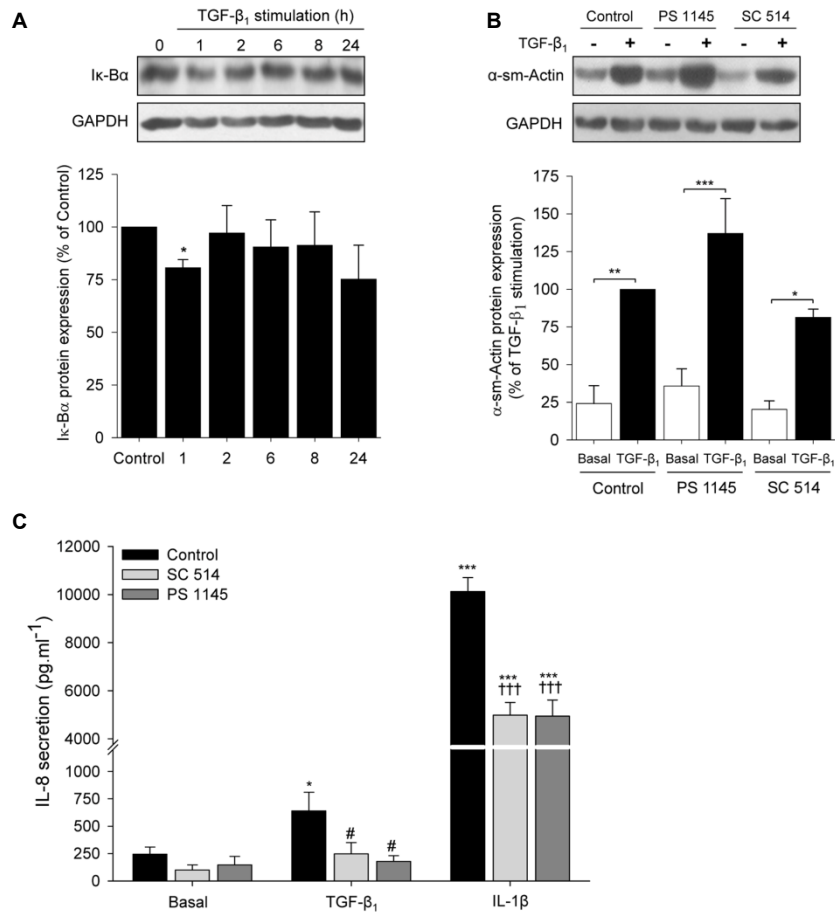 A
TGF-β₁ stimulation (h)
0 1 2 6 8 24
Iκ-Bα
GAPDH
Iκ-Bα protein expression (% of Control)
125
100
75
50
25
0
*
Control 1 2 6 8 24
B
Control PS 1145 SC 514
TGF-β₁ - + - + - +
α-sm-Actin
GAPDH
α-sm-Actin protein expression
(% of TGF-β₁ stimulation)
175
150
125
100
75
50
25
0
**
***
*
Basal TGF-β₁ Basal TGF-β₁ Basal TGF-β₁
Control PS 1145 SC 514
C
IL-8 secretion (pg.ml⁻¹)
12000
10000
8000
6000
4000
1000
750
500
250
0
Control
SC 514
PS 1145
*
#
#
***
***
†††
***
†††
Basal TGF-β₁ IL-1β